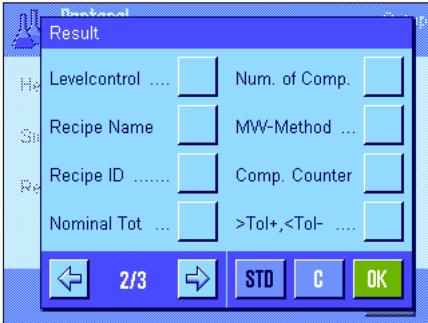 Protocol
Result
Levelcontrol .... Num. of Comp.
Recipe Name MW-Method ...
Recipe ID ....... Comp. Counter
Nominal Tot ... >Tol+,<Tol- ....
2/3 STD C OK